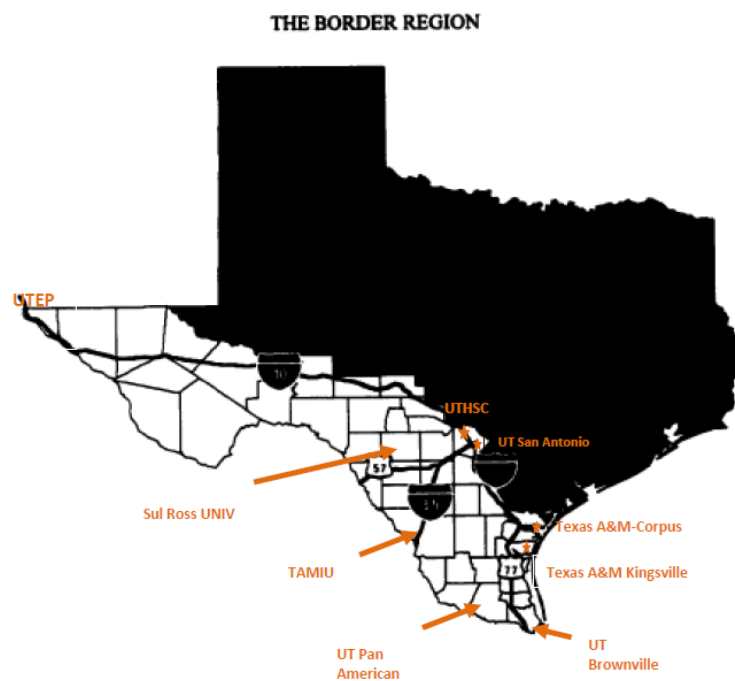 THE BORDER REGION
UTEP
10
UTHSC
UT San Antonio
57
Sul Ross UNIV
35
Texas A&M-Corpus
TAMIU
Texas A&M Kingsville
77
UT Pan
American
UT
Brownville